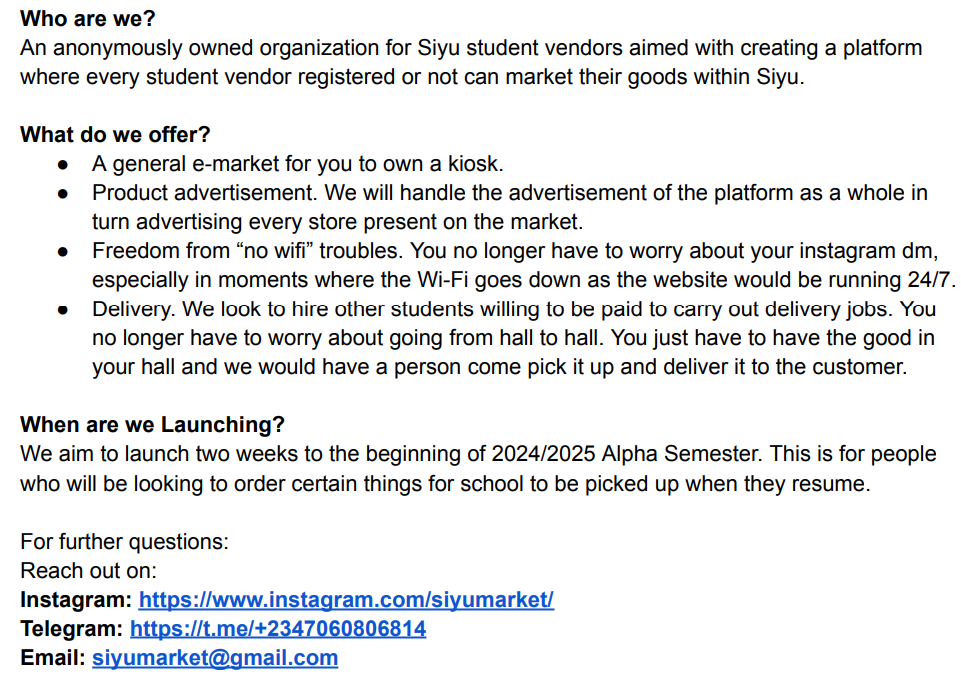 Who are we?
An anonymously owned organization for Siyu student vendors aimed with creating a platform
where every student vendor registered or not can market their goods within Siyu.
What do we offer?
● A general e-market for you to own a kiosk.
● Product advertisement. We will handle the advertisement of the platform as a whole in
turn advertising every store present on the market.
● Freedom from “no wifi” troubles. You no longer have to worry about your instagram dm,
especially in moments where the Wi-Fi goes down as the website would be running 24/7.
● Delivery. We look to hire other students willing to be paid to carry out delivery jobs. You
no longer have to worry about going from hall to hall. You just have to have the good in
your hall and we would have a person come pick it up and deliver it to the customer.
When are we Launching?
We aim to launch two weeks to the beginning of 2024/2025 Alpha Semester. This is for people
who will be looking to order certain things for school to be picked up when they resume.
For further questions:
Reach out on:
Instagram: https://www.instagram.com/siyumarket/
Telegram: https://t.me/+2347060806814
Email: siyumarket@gmail.com